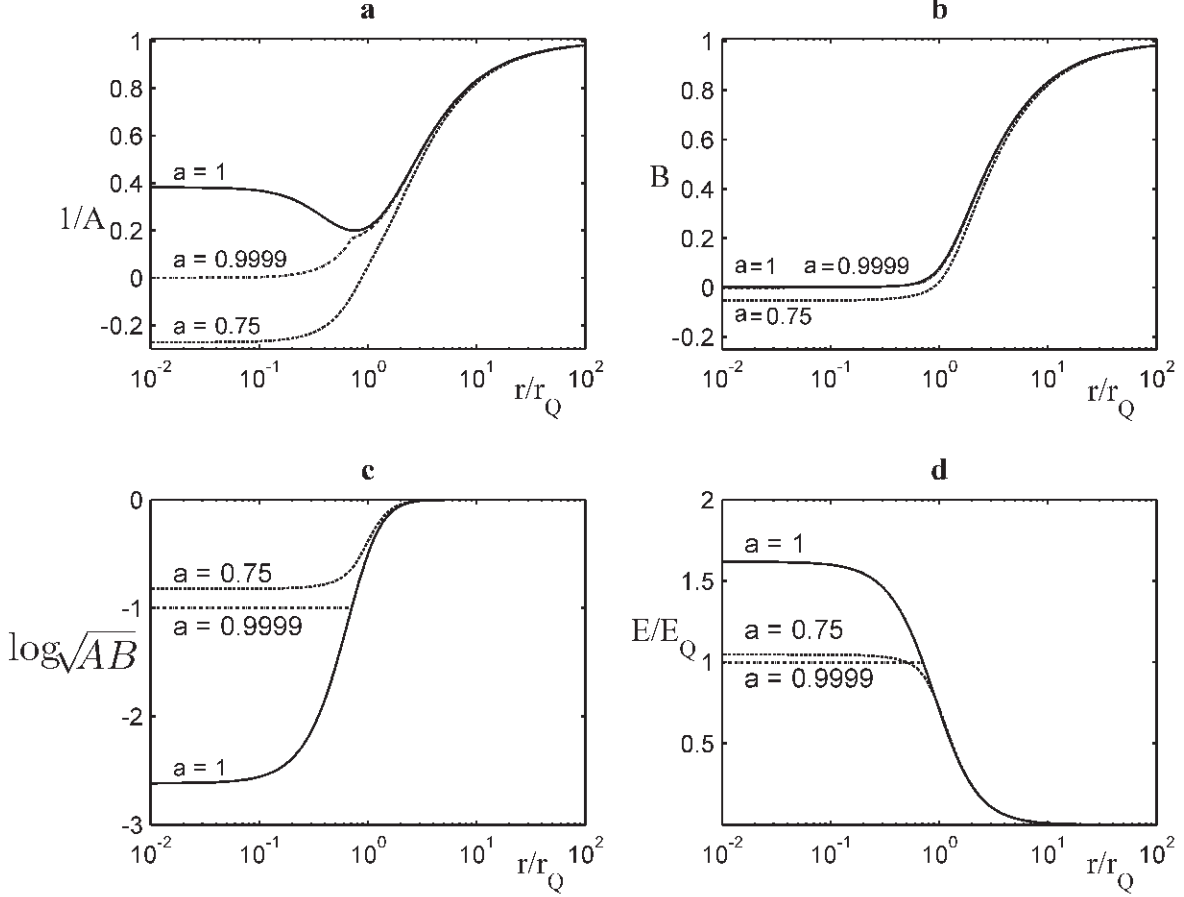 a
1
0.8
0.6
0.4
0.2
0
-0.2
1/A
a = 1
a = 0.9999
a = 0.75
10^-2 10^-1 10^0 10^1 10^2
r/r_Q
b
1
0.8
0.6
0.4
0.2
0
-0.2
B
a=1 a=0.9999
a=0.75
10^-2 10^-1 10^0 10^1 10^2
r/r_Q
c
0
-1
-2
-3
log√AB
a = 0.75
a = 0.9999
a = 1
10^-2 10^-1 10^0 10^1 10^2
r/r_Q
d
2
1.5
1
0.5
E/E_Q
a = 1
a = 0.75
a = 0.9999
10^-2 10^-1 10^0 10^1 10^2
r/r_Q